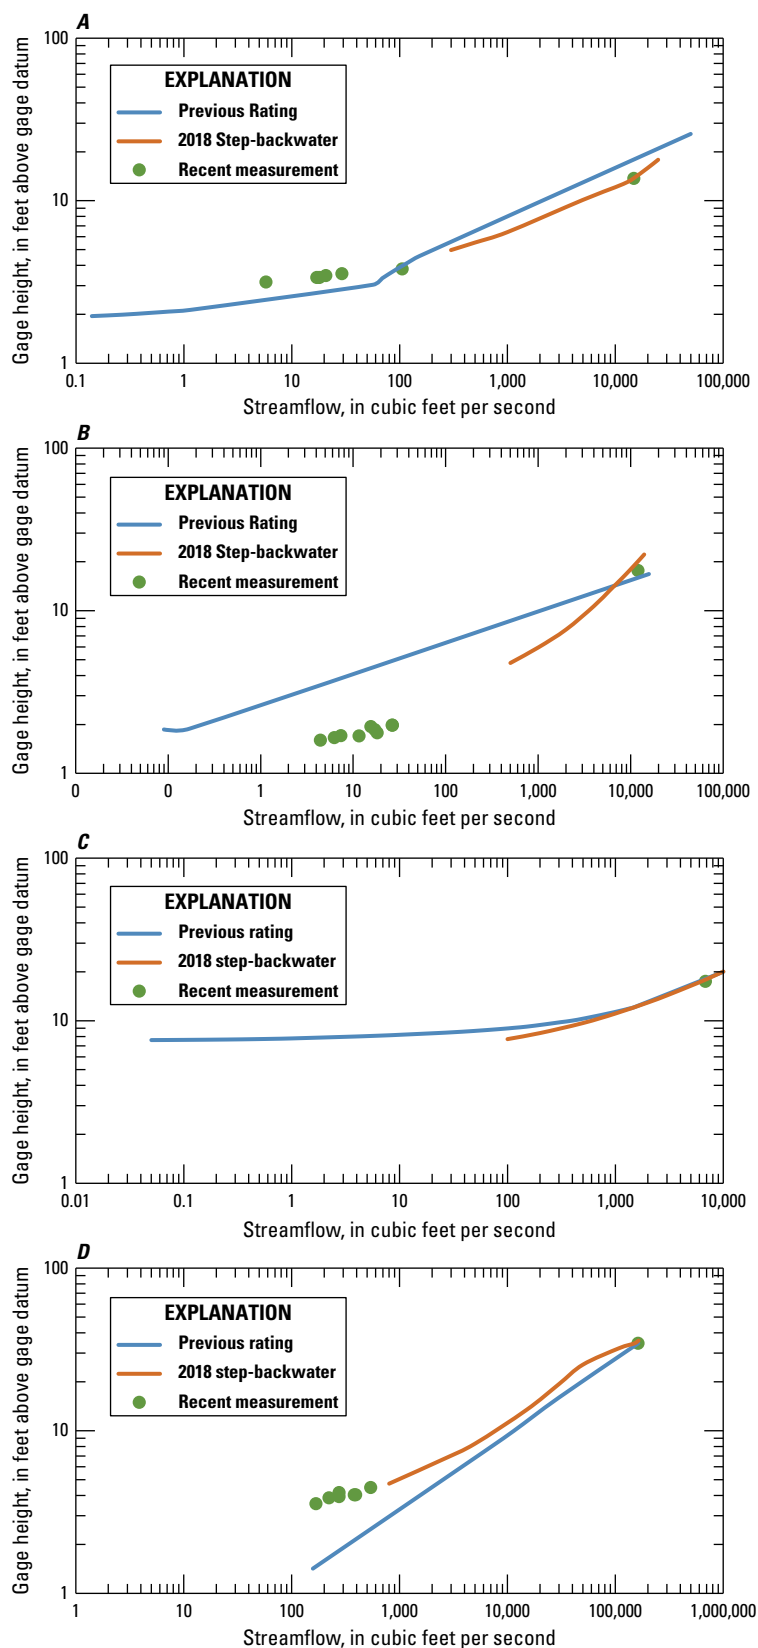 A
Gage height, in feet above gage datum
100
10
1
EXPLANATION
Previous Rating
2018 Step-backwater
Recent measurement
0.1 1 10 100 1,000 10,000 100,000
Streamflow, in cubic feet per second
B
Gage height, in feet above gage datum
100
10
1
EXPLANATION
Previous Rating
2018 Step-backwater
Recent measurement
0 0 1 10 100 1,000 10,000 100,000
Streamflow, in cubic feet per second
C
Gage height, in feet above gage datum
100
10
1
EXPLANATION
Previous rating
2018 step-backwater
Recent measurement
0.01 0.1 1 10 100 1,000 10,000
Streamflow, in cubic feet per second
D
Gage height, in feet above gage datum
100
10
1
EXPLANATION
Previous rating
2018 step-backwater
Recent measurement
1 10 100 1,000 10,000 100,000 1,000,000
Streamflow, in cubic feet per second